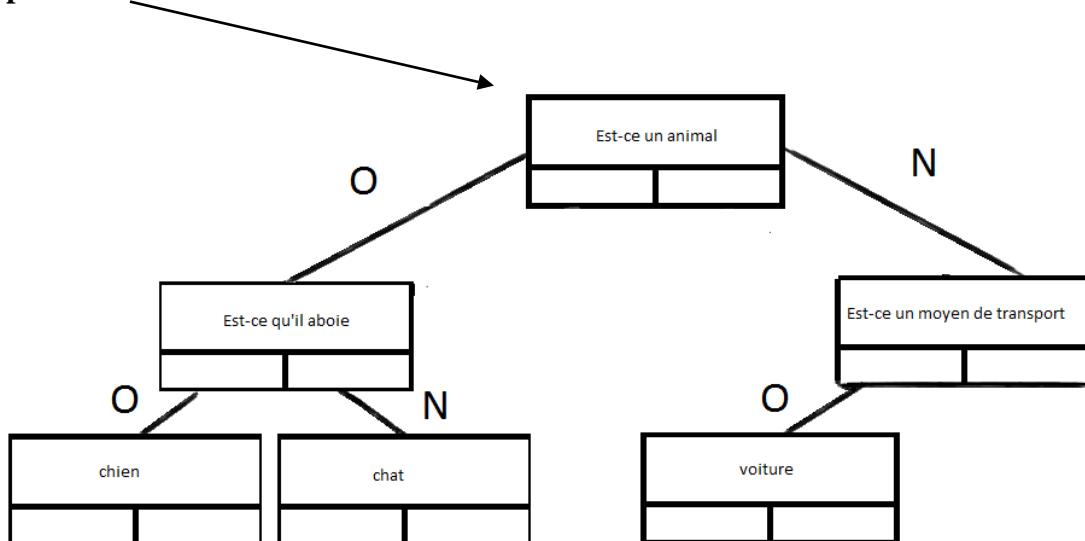 Est-ce un animal
O
N
Est-ce qu'il aboie
Est-ce un moyen de transport
O
N
O
chien
chat
voiture